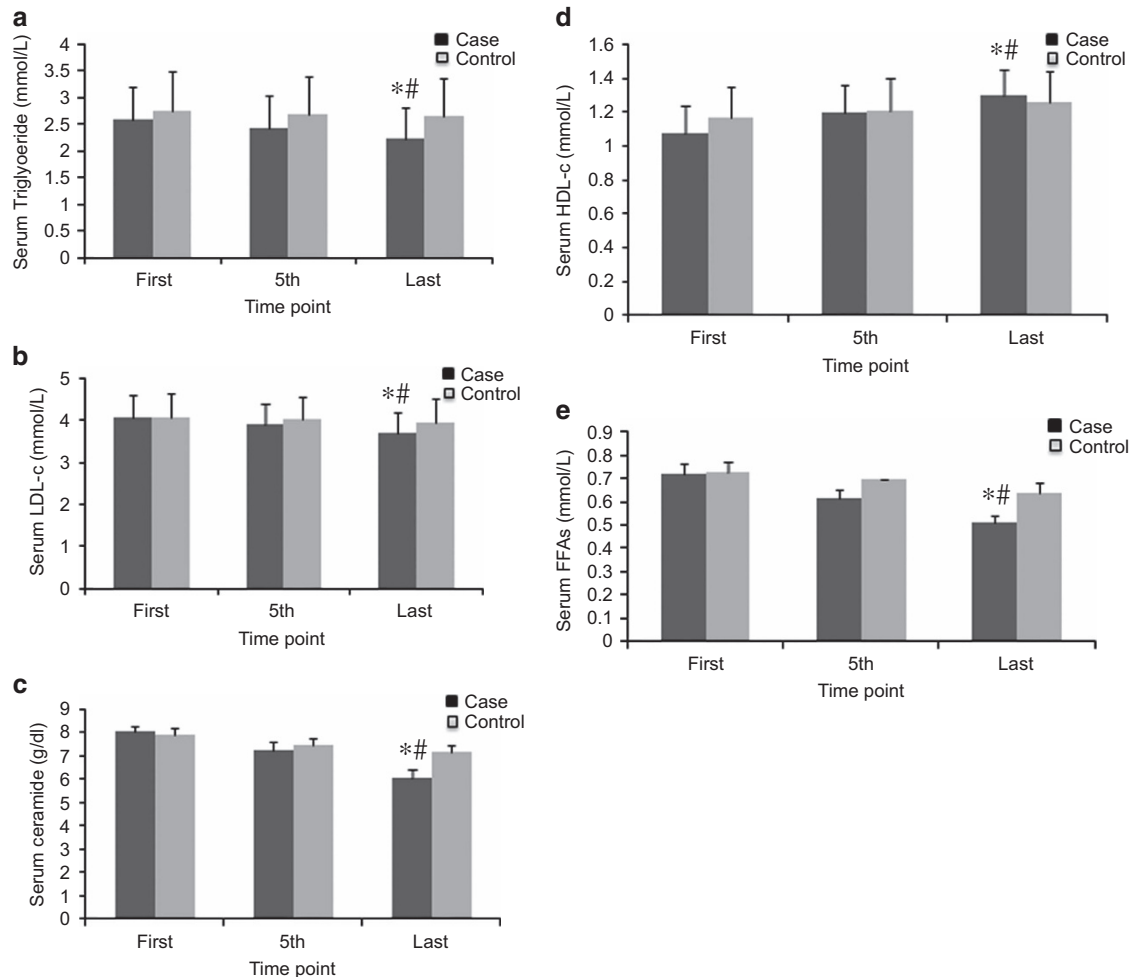 a
Case
Control
4
3.5
3
2.5
2
1.5
1
0.5
0
Serum Triglyoeride (mmol/L)
*#
First 5th Last
Time point
b
Case
Control
5
4
3
2
1
0
Serum LDL-c (mmol/L)
*#
First 5th Last
Time point
c
Case
Control
9
8
7
6
5
4
3
2
1
0
Serum ceramide (g/dl)
*#
First 5th Last
Time point
d
Case
Control
1.6
1.4
1.2
1
0.8
0.6
0.4
0.2
0
Serum HDL-c (mmol/L)
*#
First 5th Last
Time point
e
Case
Control
0.9
0.8
0.7
0.6
0.5
0.4
0.3
0.2
0.1
0
Serum FFAs (mmol/L)
*#
First 5th Last
Time point